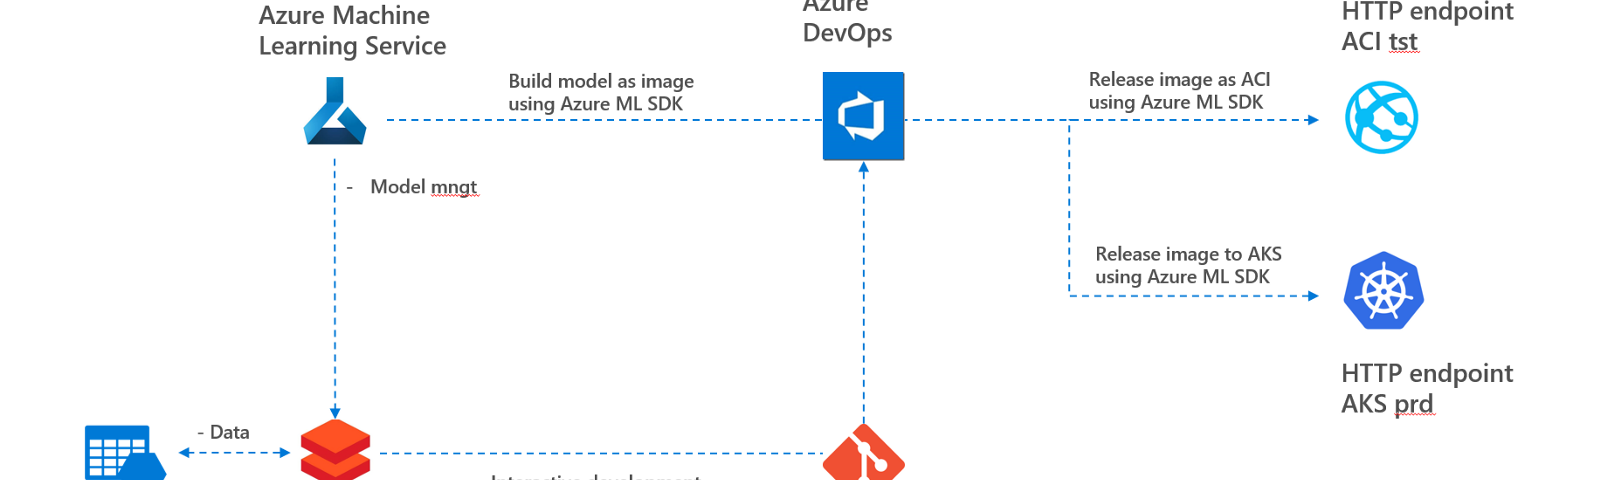 Azure Machine
Learning Service
Azure
DevOps
HTTP endpoint
ACI tst
Build model as image
using Azure ML SDK
Release image as ACI
using Azure ML SDK
- Model mngt
Release image to AKS
using Azure ML SDK
HTTP endpoint
AKS prd
- Data
Interactive development